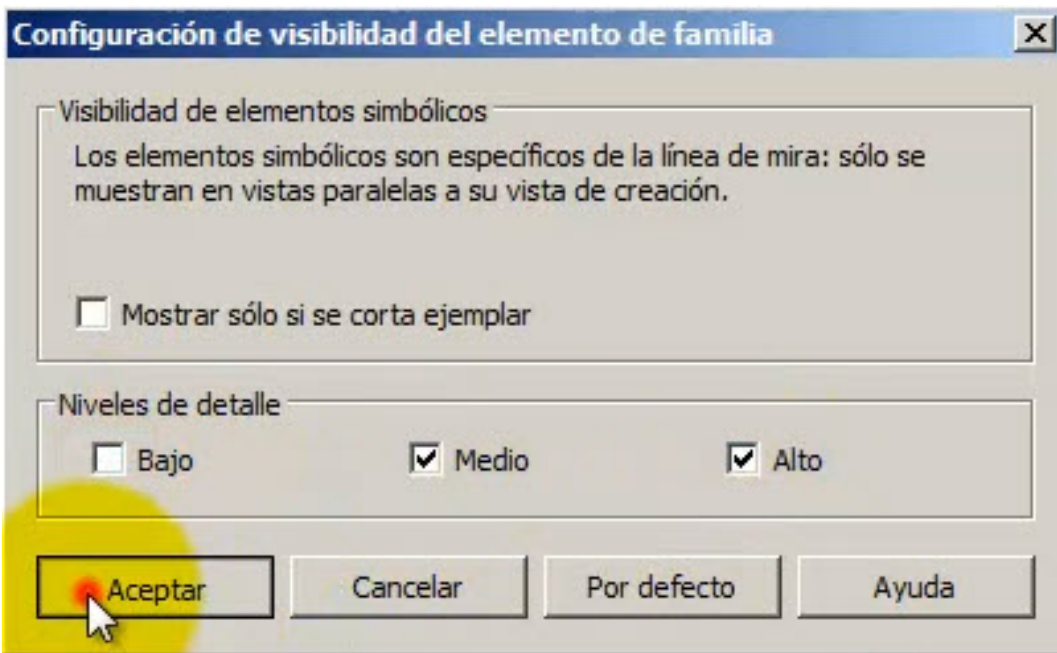 Configuración de visibilidad del elemento de familia
Visibilidad de elementos simbólicos
Los elementos simbólicos son específicos de la línea de mira: sólo se
muestran en vistas paralelas a su vista de creación.
Mostrar sólo si se corta ejemplar
Niveles de detalle
Bajo Medio Alto
Aceptar Cancelar Por defecto Ayuda